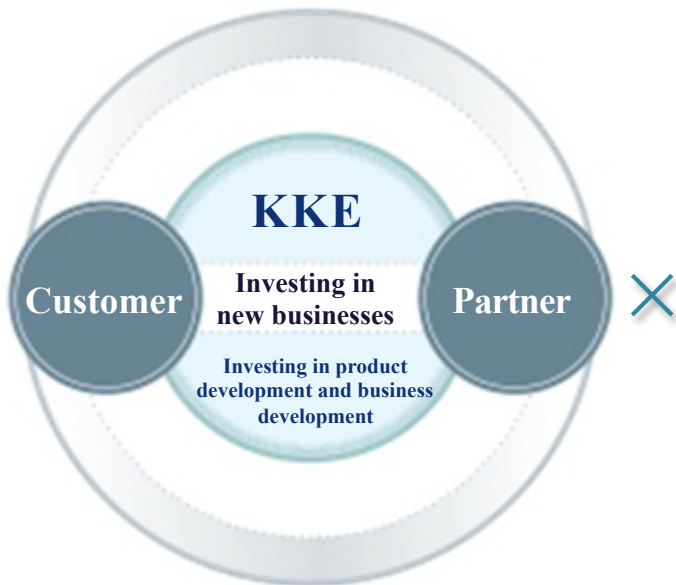 KKE
Customer
Investing in
new businesses
Partner
Investing in product
development and business
development